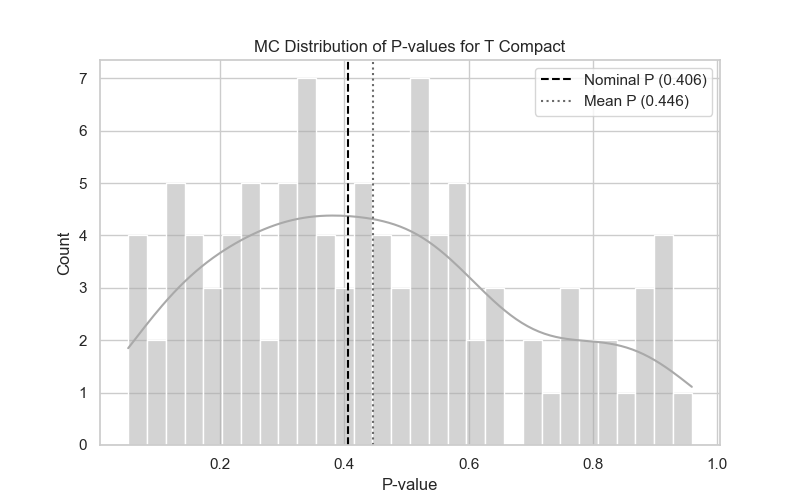 MC Distribution of P-values for T Compact
Nominal P (0.406)
Mean P (0.446)
Count
7
6
5
4
3
2
1
0
0.2 0.4 0.6 0.8 1.0
P-value